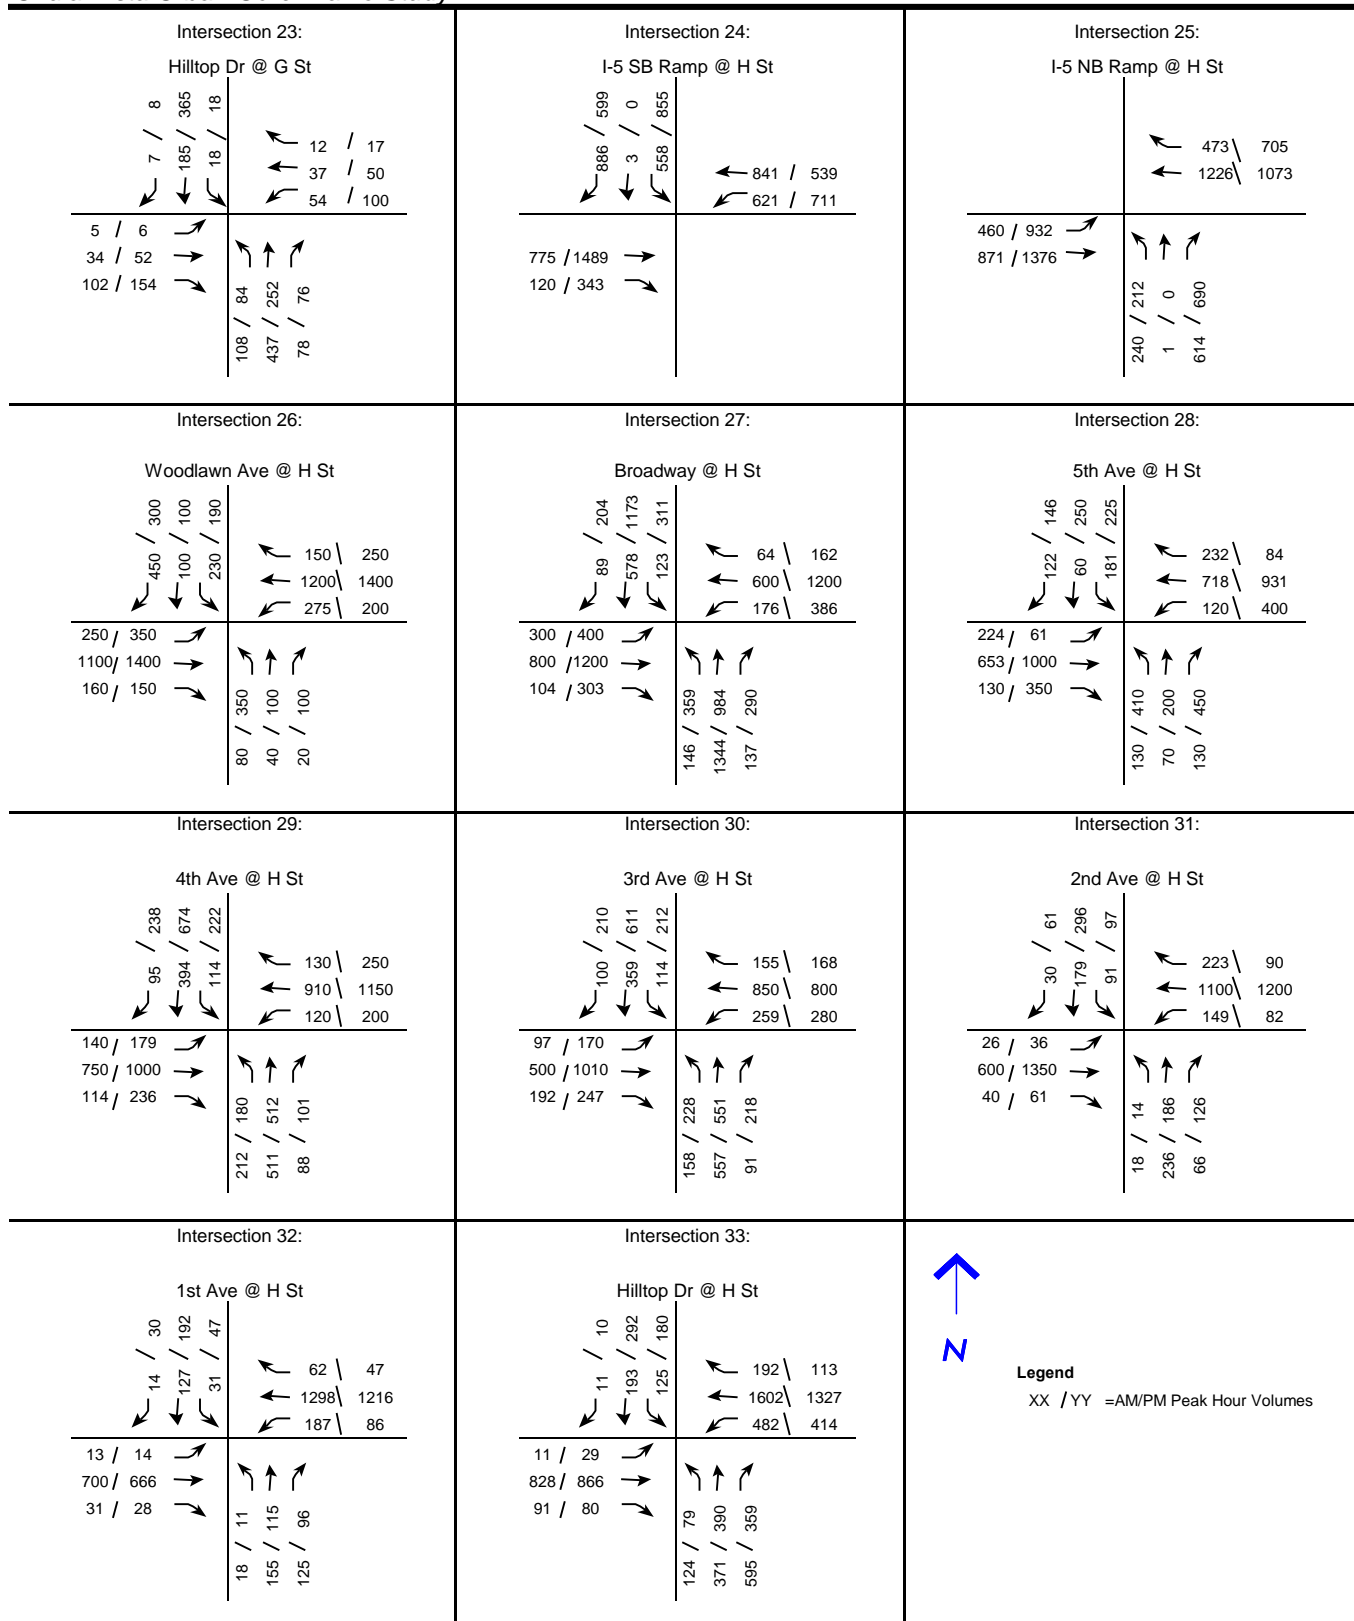 Intersection 23:
Hilltop Dr @ G St
7 / 8
185 / 365
18 / 18
12 / 17
37 / 50
54 / 100
5 / 6
34 / 52
102 / 154
108 / 84
437 / 252
78 / 76
Intersection 24:
I-5 SB Ramp @ H St
886 / 599
3 / 0
558 / 855
841 / 539
621 / 711
775 / 1489
120 / 343
Intersection 25:
I-5 NB Ramp @ H St
473 \ 705
1226 \ 1073
460 / 932
871 / 1376
240 / 212
1 / 0
614 / 690
Intersection 26:
Woodlawn Ave @ H St
450 / 300
100 / 100
230 / 190
150 \ 250
1200 \ 1400
275 \ 200
250 / 350
1100 / 1400
160 / 150
80 / 350
40 / 100
20 / 100
Intersection 27:
Broadway @ H St
89 / 204
578 / 1173
123 / 311
64 \ 162
600 \ 1200
176 \ 386
300 / 400
800 / 1200
104 / 303
146 / 359
1344 / 984
137 / 290
Intersection 28:
5th Ave @ H St
122 / 146
60 / 250
181 / 225
232 \ 84
718 \ 931
120 \ 400
224 / 61
653 / 1000
130 / 350
130 / 410
70 / 200
130 / 450
Intersection 29:
4th Ave @ H St
95 / 238
394 / 674
114 / 222
130 \ 250
910 \ 1150
120 \ 200
140 / 179
750 / 1000
114 / 236
212 / 180
511 / 512
88 / 101
Intersection 30:
3rd Ave @ H St
100 / 210
359 / 611
114 / 212
155 \ 168
850 \ 800
259 \ 280
97 / 170
500 / 1010
192 / 247
158 / 228
557 / 551
91 / 218
Intersection 31:
2nd Ave @ H St
30 / 61
179 / 296
91 / 97
223 \ 90
1100 \ 1200
149 \ 82
26 / 36
600 / 1350
40 / 61
18 / 14
236 / 186
66 / 126
Intersection 32:
1st Ave @ H St
14 / 30
127 / 192
31 / 47
62 \ 47
1298 \ 1216
187 \ 86
13 / 14
700 / 666
31 / 28
18 / 11
155 / 115
125 / 96
Intersection 33:
Hilltop Dr @ H St
11 / 10
193 / 292
125 / 180
192 \ 113
1602 \ 1327
482 \ 414
11 / 29
828 / 866
91 / 80
124 / 79
371 / 390
595 / 359
N
Legend
XX / YY =AM/PM Peak Hour Volumes